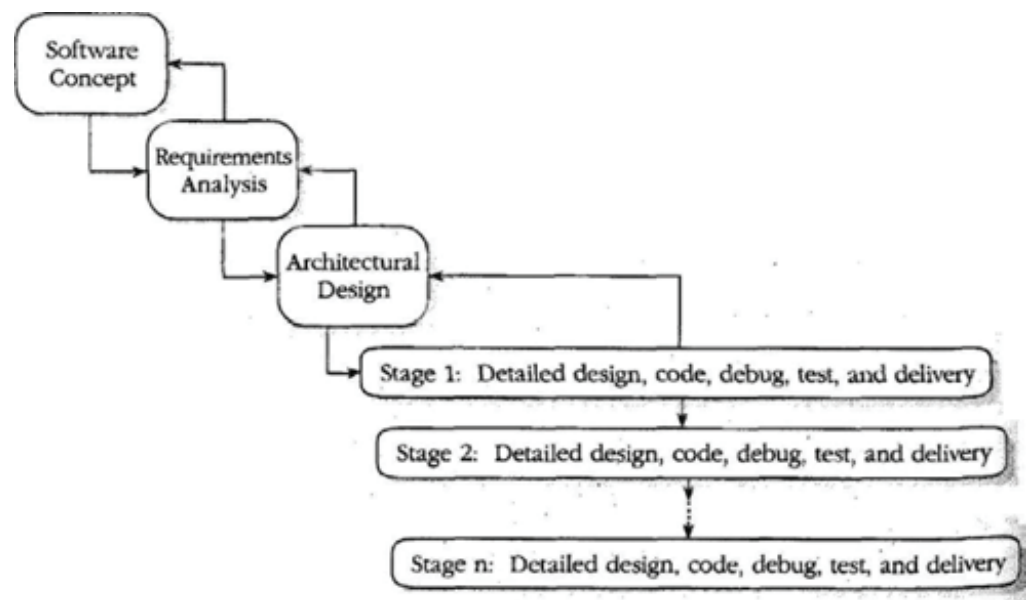 Software
Concept
Requirements
Analysis
Architectural
Design
Stage 1: Detailed design, code, debug, test, and delivery
Stage 2: Detailed design, code, debug, test, and delivery
Stage n: Detailed design, code, debug, test, and delivery